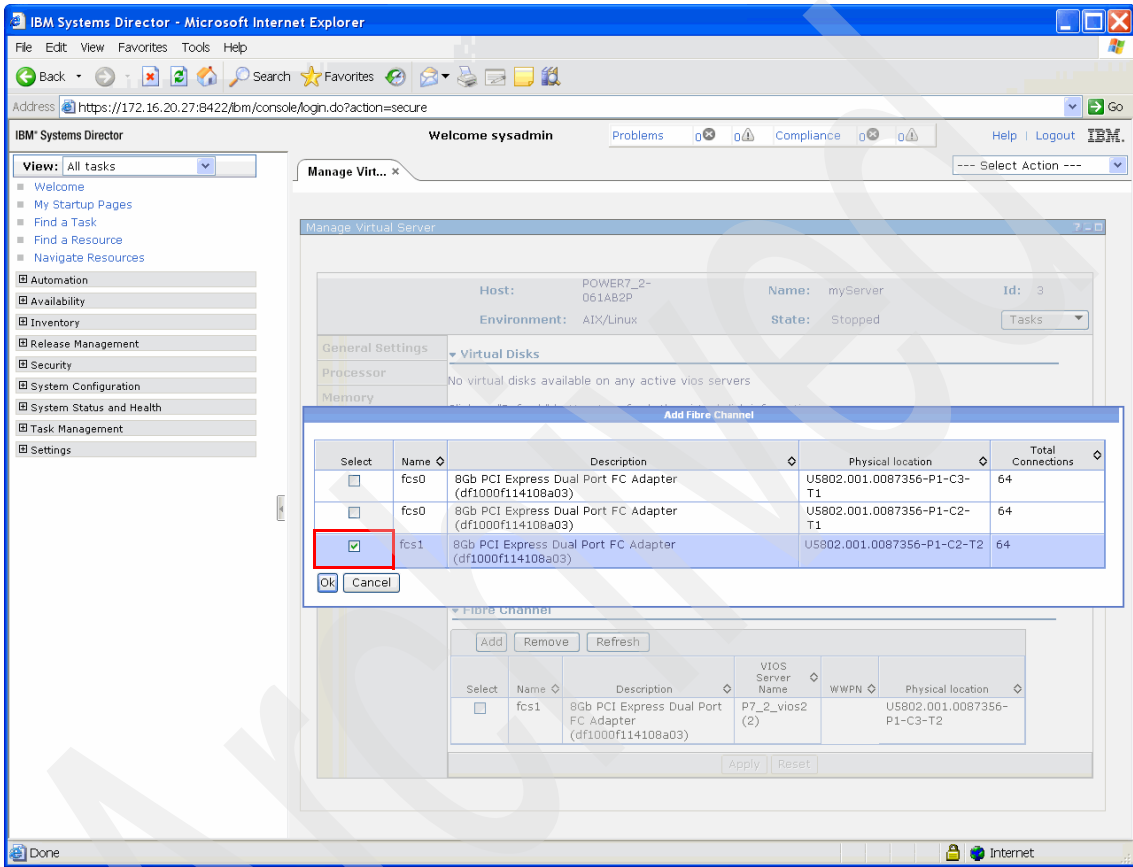 IBM Systems Director - Microsoft Internet Explorer
File Edit View Favorites Tools Help
Back Search Favorites
Address https://172.16.20.27:8422/ibm/console/login.do?action=secure Go
IBM® Systems Director Welcome sysadmin Problems 0 0 Compliance 0 0 Help | Logout IBM.
View: All tasks
Manage Virt... × --- Select Action ---
Welcome
My Startup Pages
Find a Task
Find a Resource
Navigate Resources
Automation
Availability
Inventory
Release Management
Security
System Configuration
System Status and Health
Task Management
Settings
Manage Virtual Server
Host: POWER7_2-
061AB2P
Name: myServer Id: 3
Environment: AIX/Linux State: Stopped Tasks
General Settings
Processor
Memory
Virtual Disks
No virtual disks available on any active vios servers
Add Fibre Channel
Select Name Description Physical location Total
Connections
fcs0 8Gb PCI Express Dual Port FC Adapter U5802.001.0087356-P1-C3- 64
(df1000f114108a03) T1
fcs0 8Gb PCI Express Dual Port FC Adapter U5802.001.0087356-P1-C2- 64
(df1000f114108a03) T1
fcs1 8Gb PCI Express Dual Port FC Adapter U5802.001.0087356-P1-C2-T2 64
(df1000f114108a03)
Ok Cancel
Fibre Channel
Add Remove Refresh
Select Name Description VIOS
Server
Name WWPN Physical location
fcs1 8Gb PCI Express Dual Port P7_2_vios2 U5802.001.0087356-
FC Adapter (2) P1-C3-T2
(df1000f114108a03)
Apply Reset
Done Internet
Archived